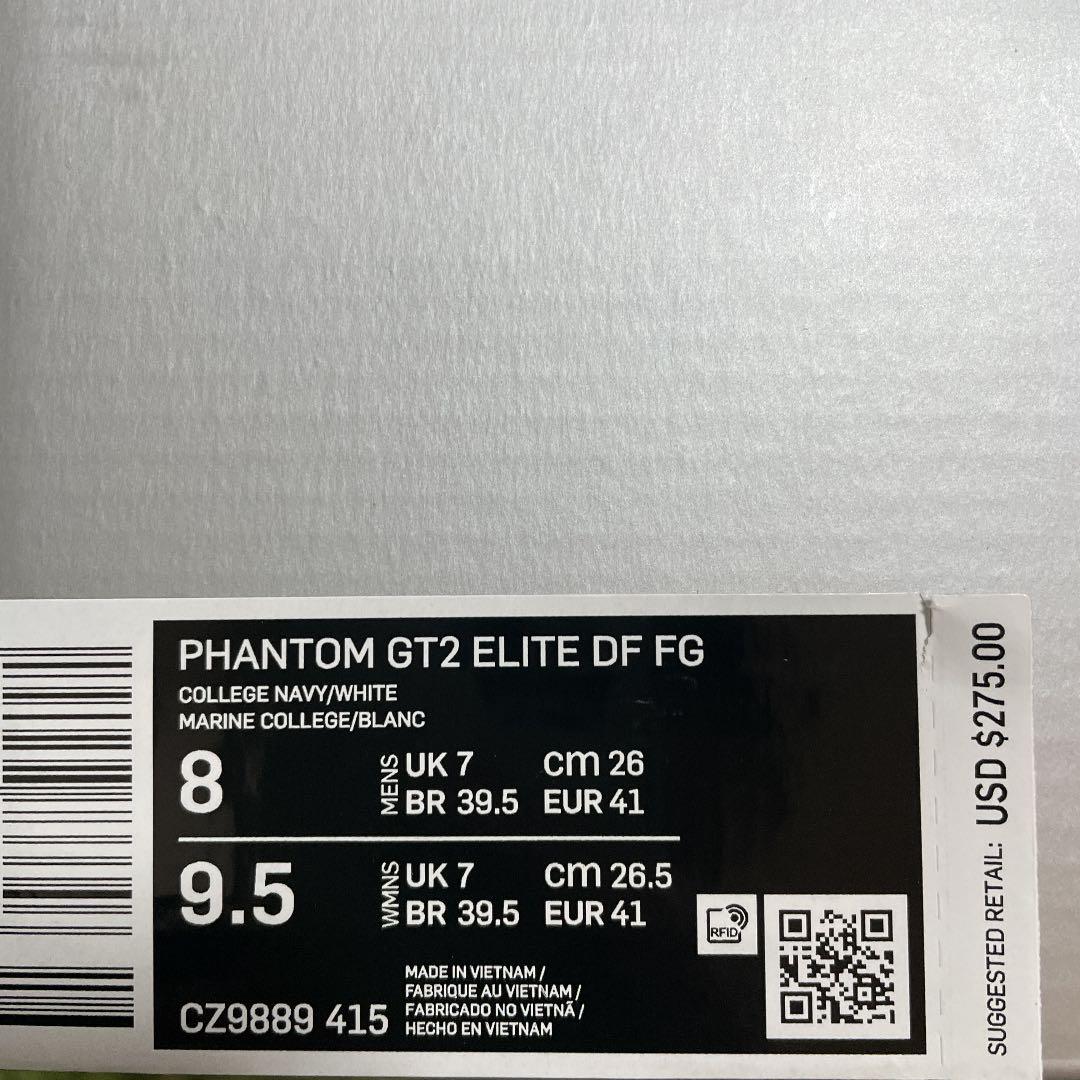 PHANTOM GT2 ELITE DF FG
COLLEGE NAVY/WHITE
MARINE COLLEGE/BLANC
8
MENS
UK 7 cm 26
BR 39.5 EUR 41
9.5
WMNS
UK 7 cm 26.5
BR 39.5 EUR 41
RFID
CZ9889 415
MADE IN VIETNAM /
FABRIQUE AU VIETNAM /
FABRICADO NO VIETNÃ /
HECHO EN VIETNAM
SUGGESTED RETAIL: USD $275.00